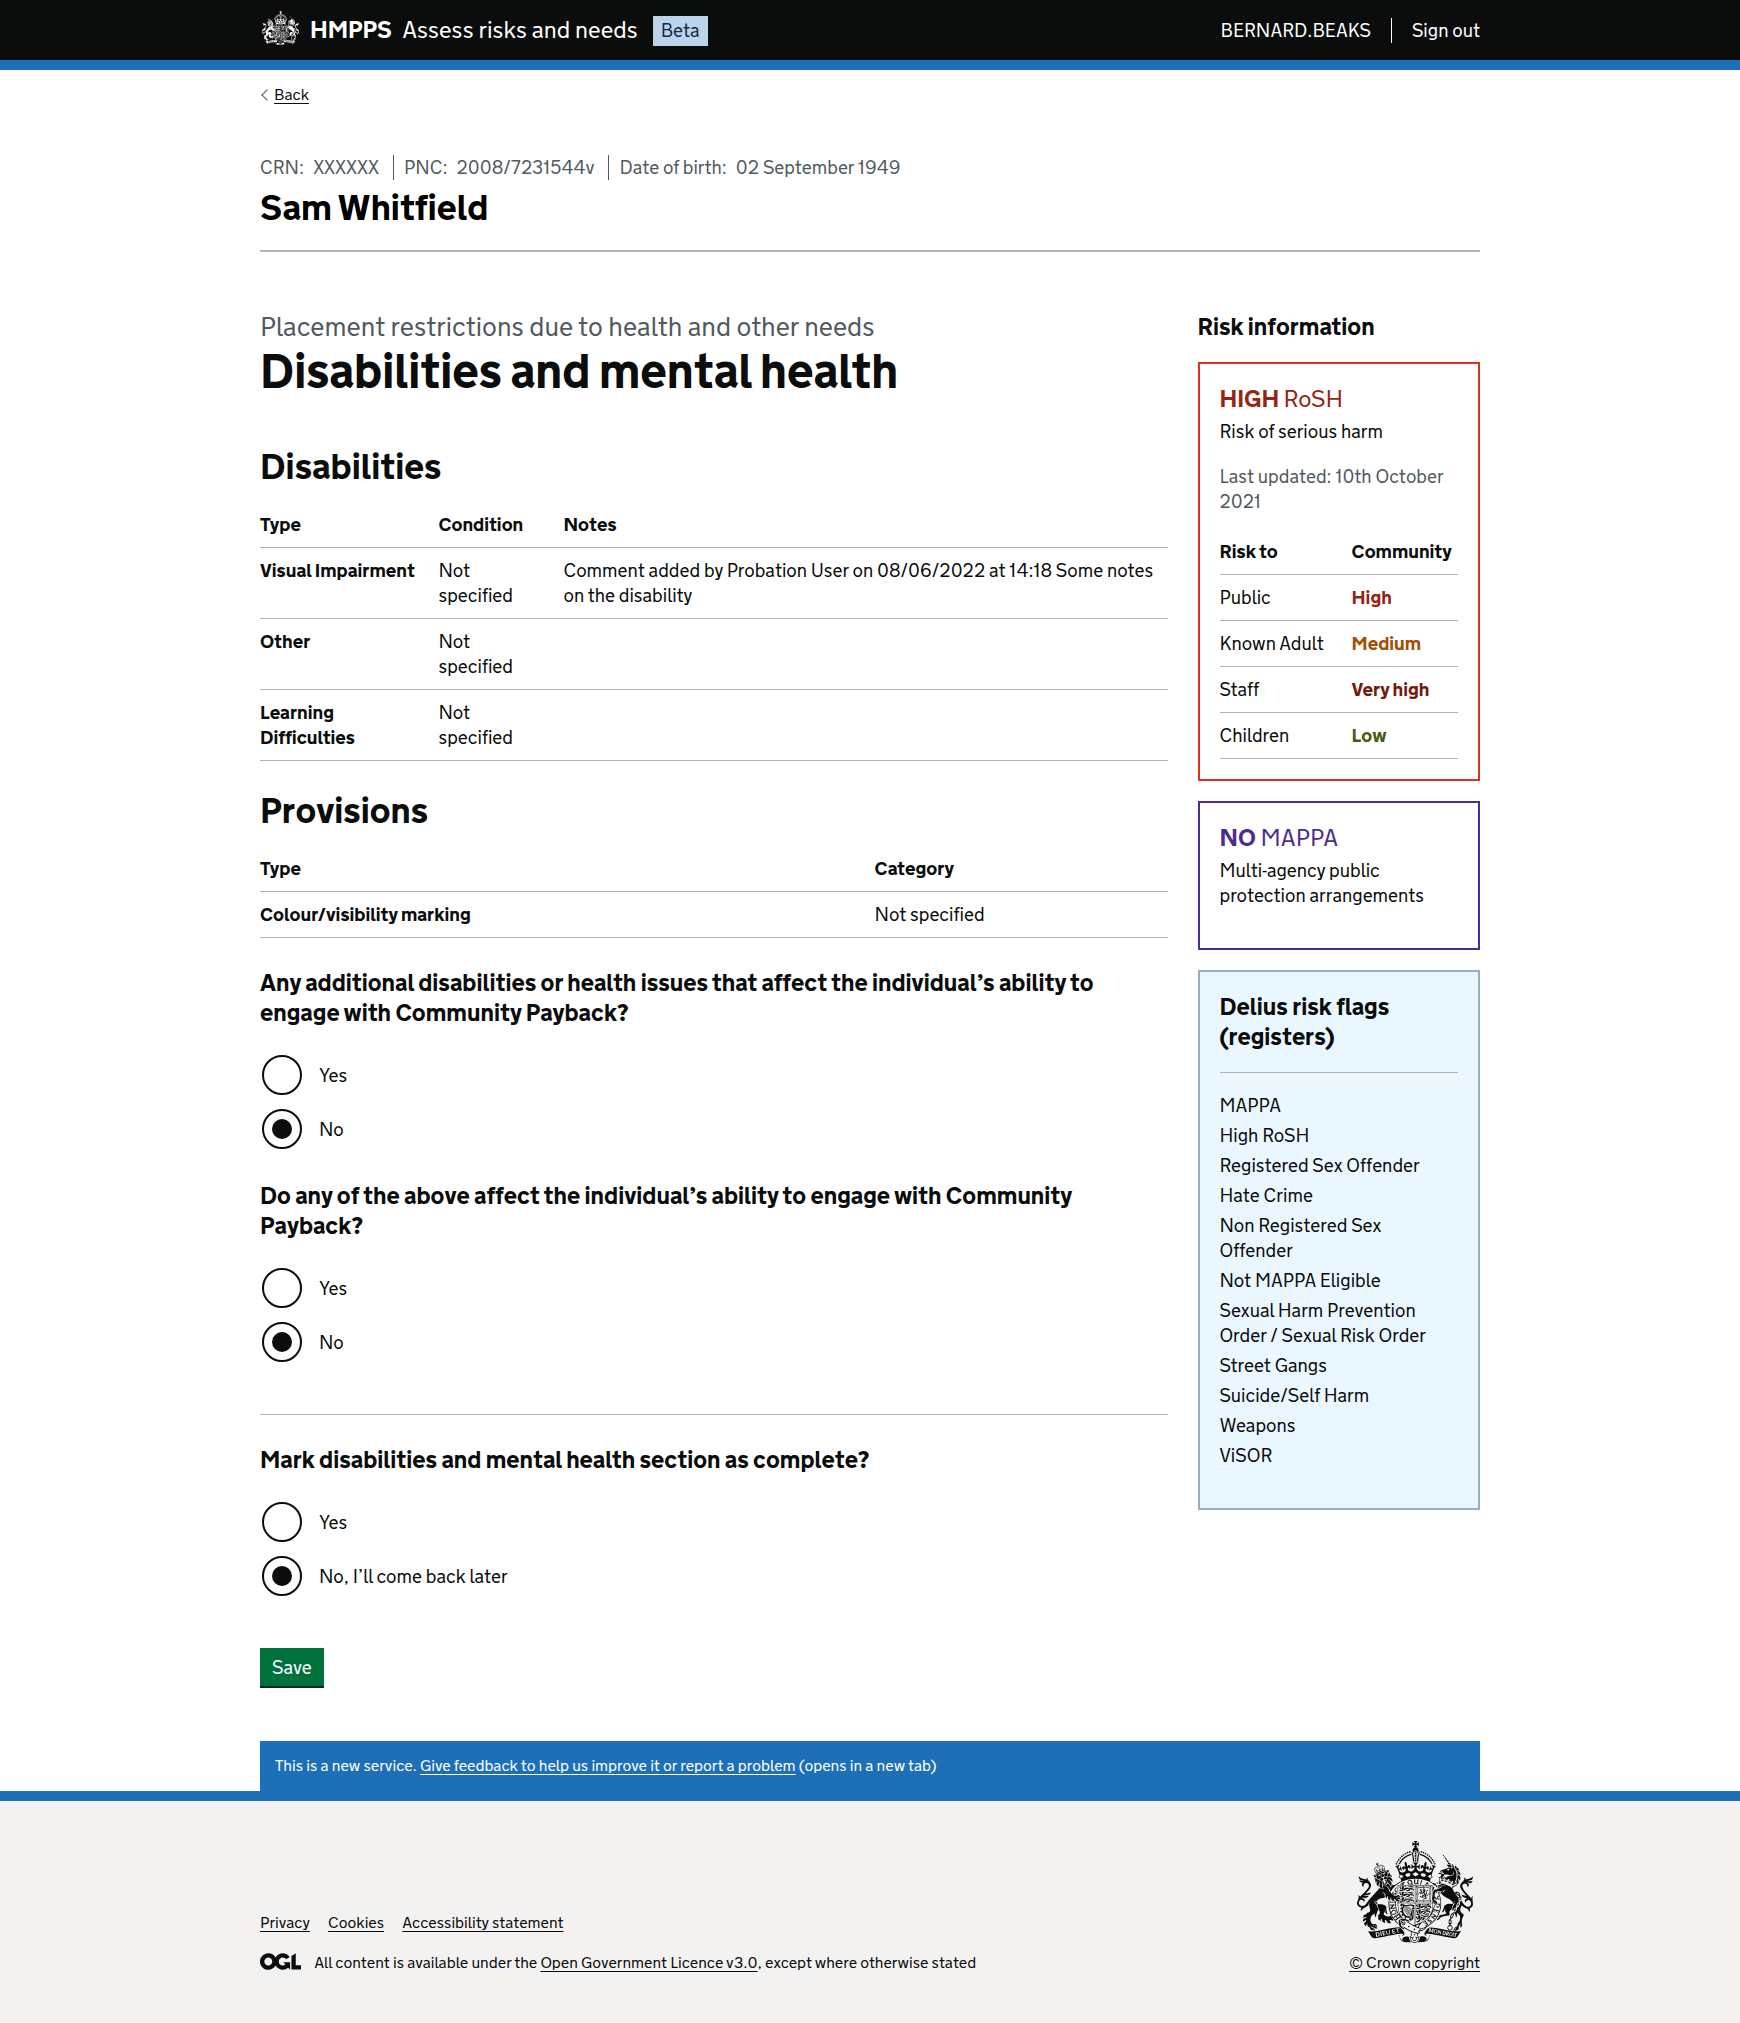 HMPPS Assess risks and needs Beta
BERNARD.BEAKS Sign out
Back
CRN: XXXXXX PNC: 2008/7231544v Date of birth: 02 September 1949
Sam Whitfield
Placement restrictions due to health and other needs
Disabilities and mental health
Disabilities
Type Condition Notes
Visual Impairment Not specified Comment added by Probation User on 08/06/2022 at 14:18 Some notes on the disability
Other Not specified
Learning Difficulties Not specified
Provisions
Type Category
Colour/visibility marking Not specified
Any additional disabilities or health issues that affect the individual’s ability to
engage with Community Payback?
Yes
No
Do any of the above affect the individual’s ability to engage with Community
Payback?
Yes
No
Mark disabilities and mental health section as complete?
Yes
No, I’ll come back later
Save
Risk information
HIGH RoSH
Risk of serious harm
Last updated: 10th October
2021
Risk to Community
Public High
Known Adult Medium
Staff Very high
Children Low
NO MAPPA
Multi-agency public
protection arrangements
Delius risk flags
(registers)
MAPPA
High RoSH
Registered Sex Offender
Hate Crime
Non Registered Sex
Offender
Not MAPPA Eligible
Sexual Harm Prevention
Order / Sexual Risk Order
Street Gangs
Suicide/Self Harm
Weapons
ViSOR
This is a new service. Give feedback to help us improve it or report a problem (opens in a new tab)
Privacy Cookies Accessibility statement
OGL All content is available under the Open Government Licence v3.0, except where otherwise stated
© Crown copyright